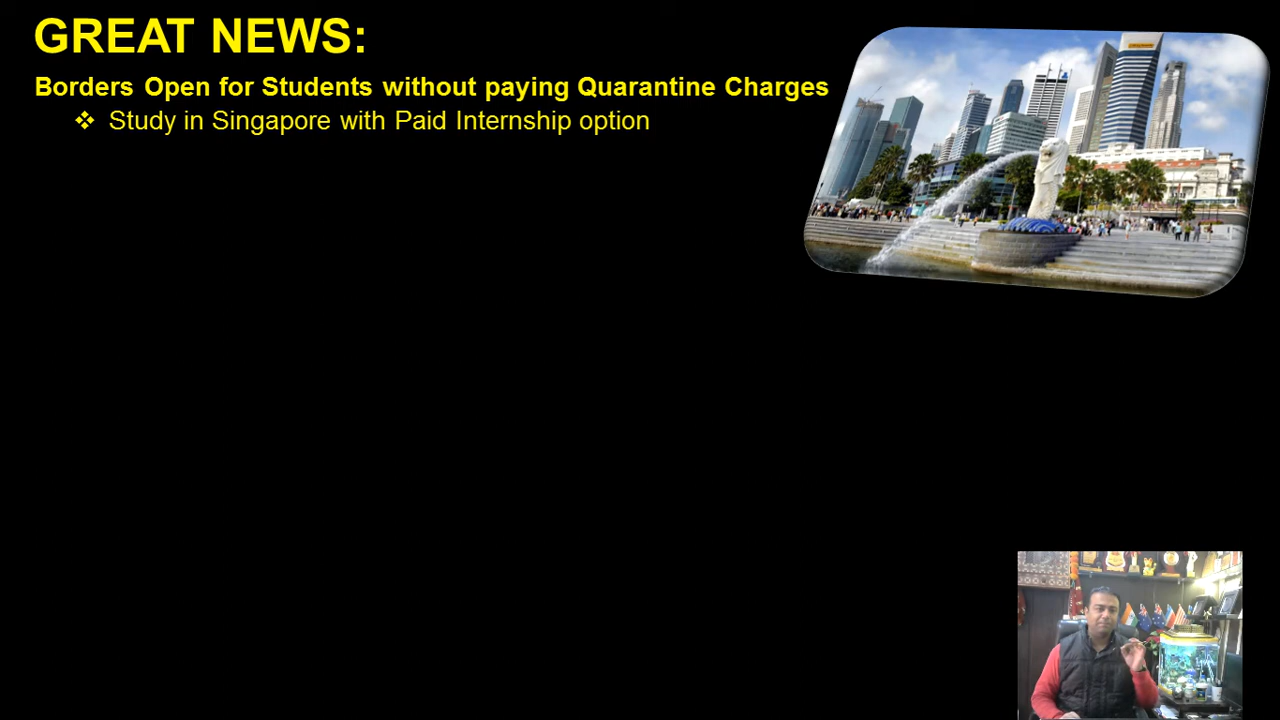 GREAT NEWS:
Borders Open for Students without paying Quarantine Charges
❖ Study in Singapore with Paid Internship option